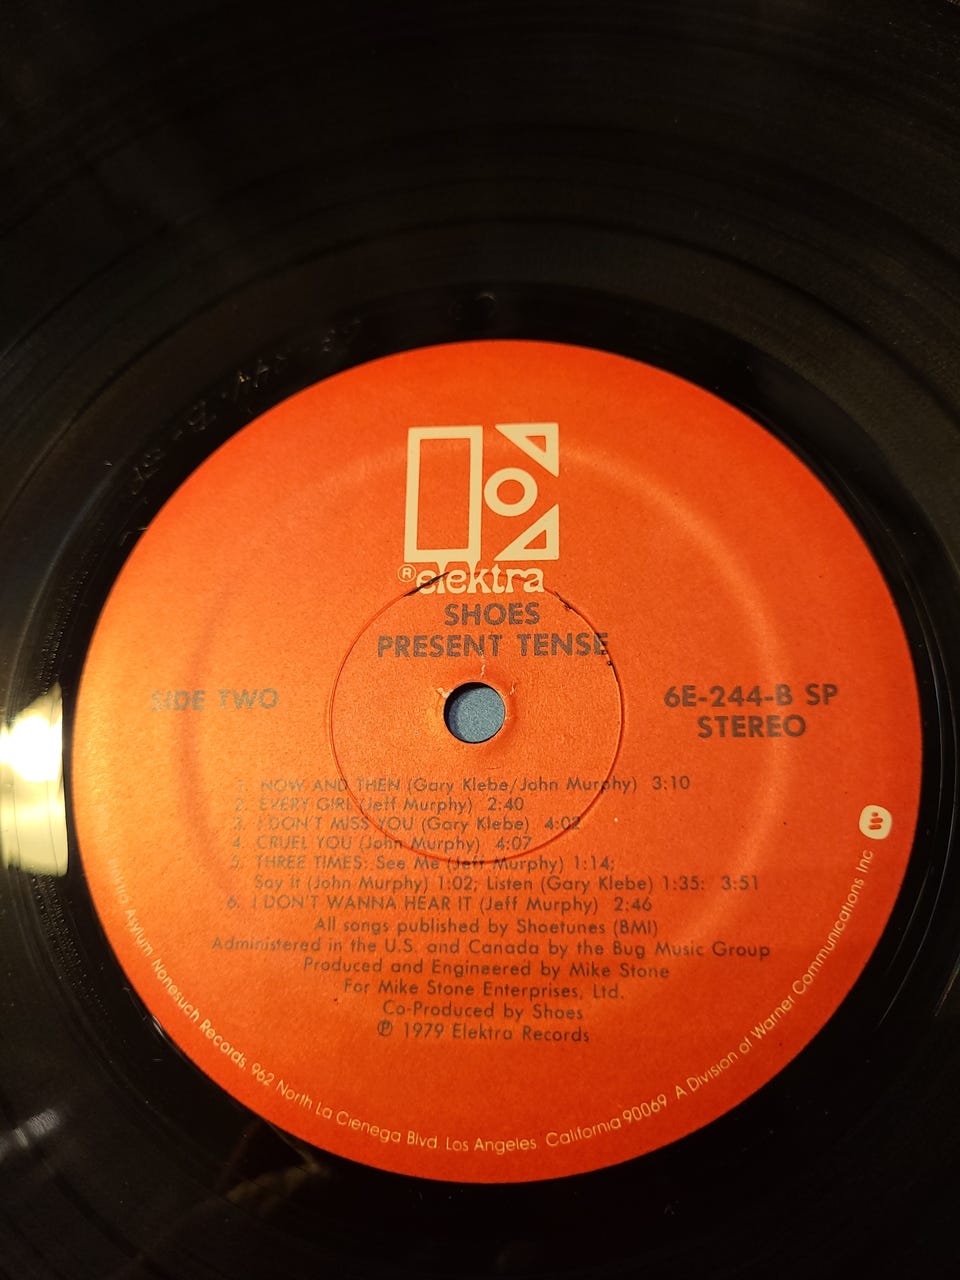 ® elektra
SHOES
PRESENT TENSE
SIDE TWO
6E-244-B SP
STEREO
1. NOW AND THEN (Gary Klebe/John Murphy) 3:10
2. EVERY GIRL (Jeff Murphy) 2:40
3. I DON'T MISS YOU (Gary Klebe) 4:02
4. CRUEL YOU (John Murphy) 4:07
5. THREE TIMES: See Me (Jeff Murphy) 1:14;
Say it (John Murphy) 1:02; Listen (Gary Klebe) 1:35: 3:51
6. I DON'T WANNA HEAR IT (Jeff Murphy) 2:46
All songs published by Shoetunes (BMI)
Administered in the U.S. and Canada by the Bug Music Group
Produced and Engineered by Mike Stone
For Mike Stone Enterprises, Ltd.
Co-Produced by Shoes
℗ 1979 Elektra Records
Asylum Nonesuch Records, 962 North La Cienega Blvd. Los Angeles California 90069 A Division of Warner Communications Inc